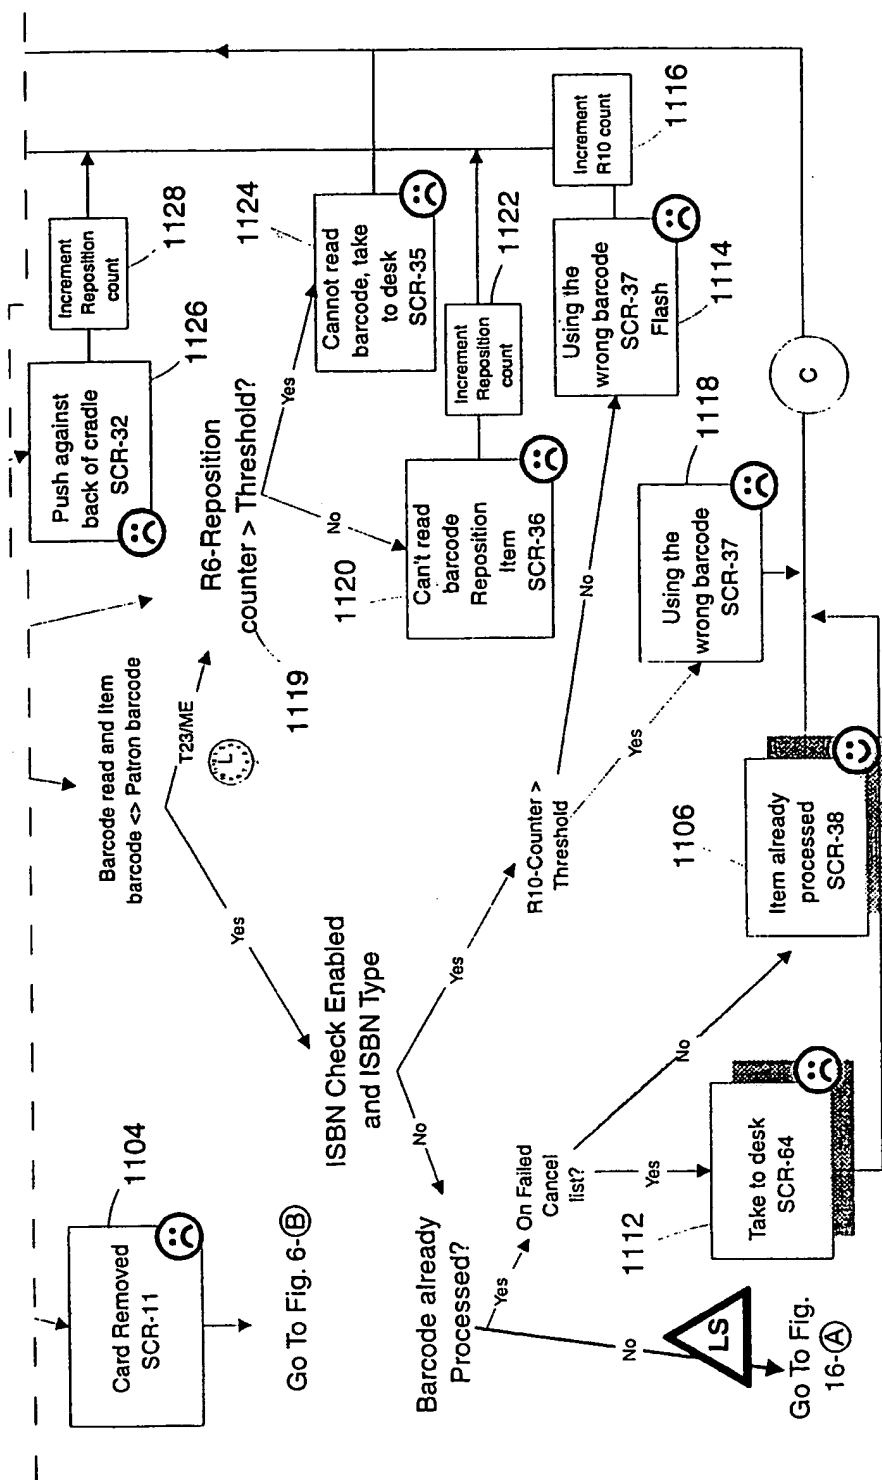 Card Removed
SCR-11
1104
Go To Fig. 6-B
Barcode read and Item
barcode <> Patron barcode
T23/ME
L
Yes
Push against
back of cradle
SCR-32
1126
Increment
Reposition
count
1128
R6-Reposition
counter > Threshold?
1119
Yes
No
Cannot read
barcode, take
to desk
SCR-35
1124
Can't read
barcode
Reposition
Item
SCR-36
1120
Increment
Reposition
count
1122
ISBN Check Enabled
and ISBN Type
Yes
No
R10-Counter >
Threshold
No
Yes
Using the
wrong barcode
SCR-37
Flash
1114
Increment
R10 count
1116
Using the
wrong barcode
SCR-37
1118
Barcode already
Processed?
Yes
No
On Failed
Cancel
list?
No
Yes
LS
Go To Fig.
16-A
Take to desk
SCR-64
1112
Item already
processed
SCR-38
1106
C